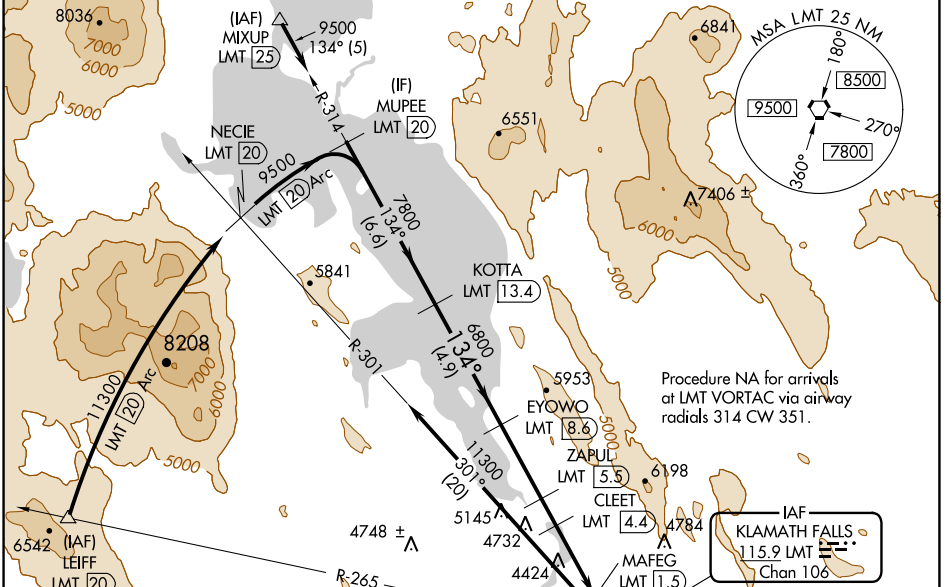 8036
7000
6000
5000
(IAF)
MIXUP
LMT 25
9500
134° (5)
R-314
(IF)
MUPEE
LMT 20
6841
MSA LMT 25 NM
180°
8500
9500
270°
7800
360°
6551
NECIE
LMT 20
9500
LMT 20 Arc
7800
134°
(6.6)
7406 ±
6000
5000
5000
5841
KOTTA
LMT 13.4
8208
7000
6000
5000
11300
LMT 20 Arc
R-301
6800
134°
(4.9)
5953
EYOWO
LMT 8.6
5000
Procedure NA for arrivals
at LMT VORTAC via airway
radials 314 CW 351.
11300
301°
(20)
ZAPUL
LMT 5.5
6198
CLEET
LMT 4.4
4784
5145
4732
4748 ±
4424
MAFEG
LMT 1.5
IAF
KLAMATH FALLS
115.9 LMT
Chan 106
6542
(IAF)
LEIFF
LMT 20
R-265